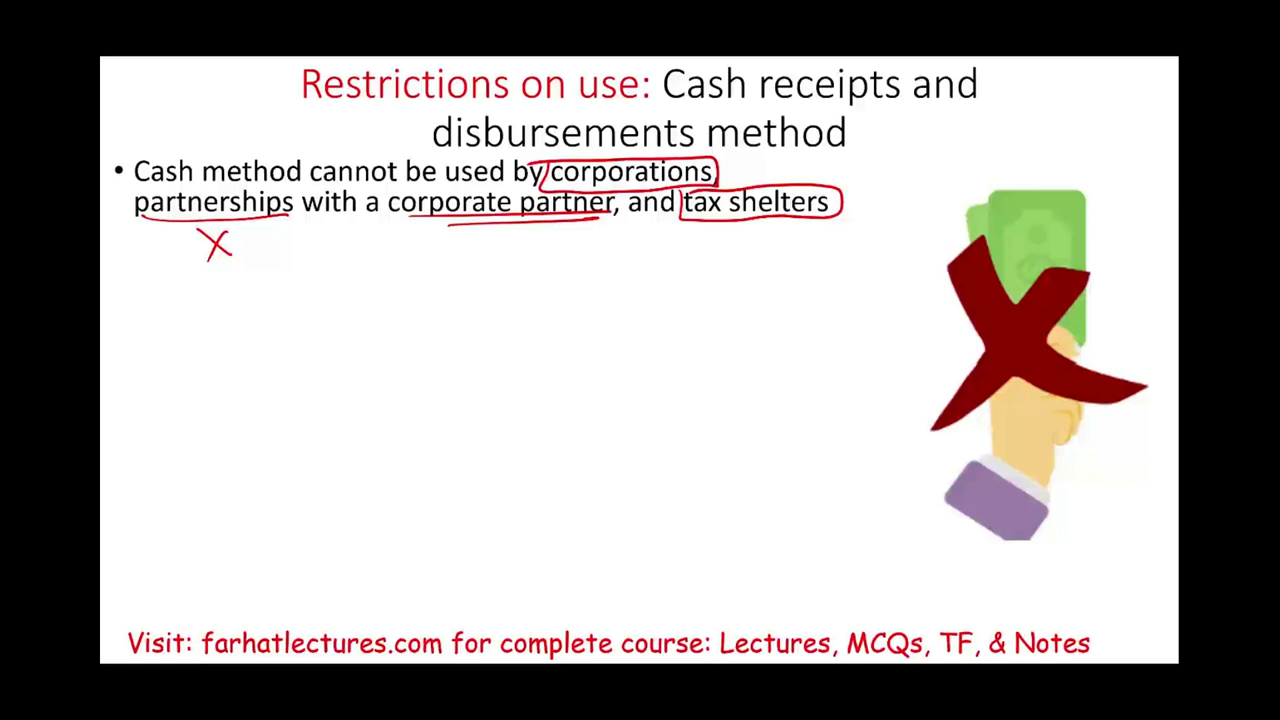 Restrictions on use: Cash receipts and
disbursements method
• Cash method cannot be used by corporations,
partnerships with a corporate partner, and tax shelters
X
Visit: farhatlectures.com for complete course: Lectures, MCQs, TF, & Notes